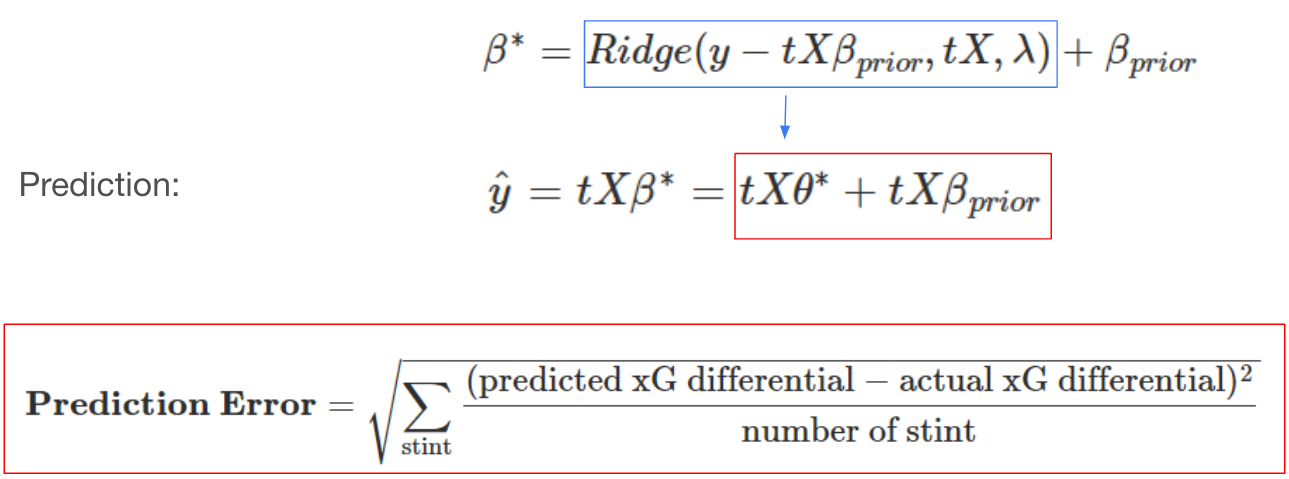 β* = Ridge(y − tXβ_prior, tX, λ) + β_prior
Prediction: ŷ = tXβ* = tXθ* + tXβ_prior
Prediction Error = √(∑_stint (predicted xG differential − actual xG differential)² / number of stint)